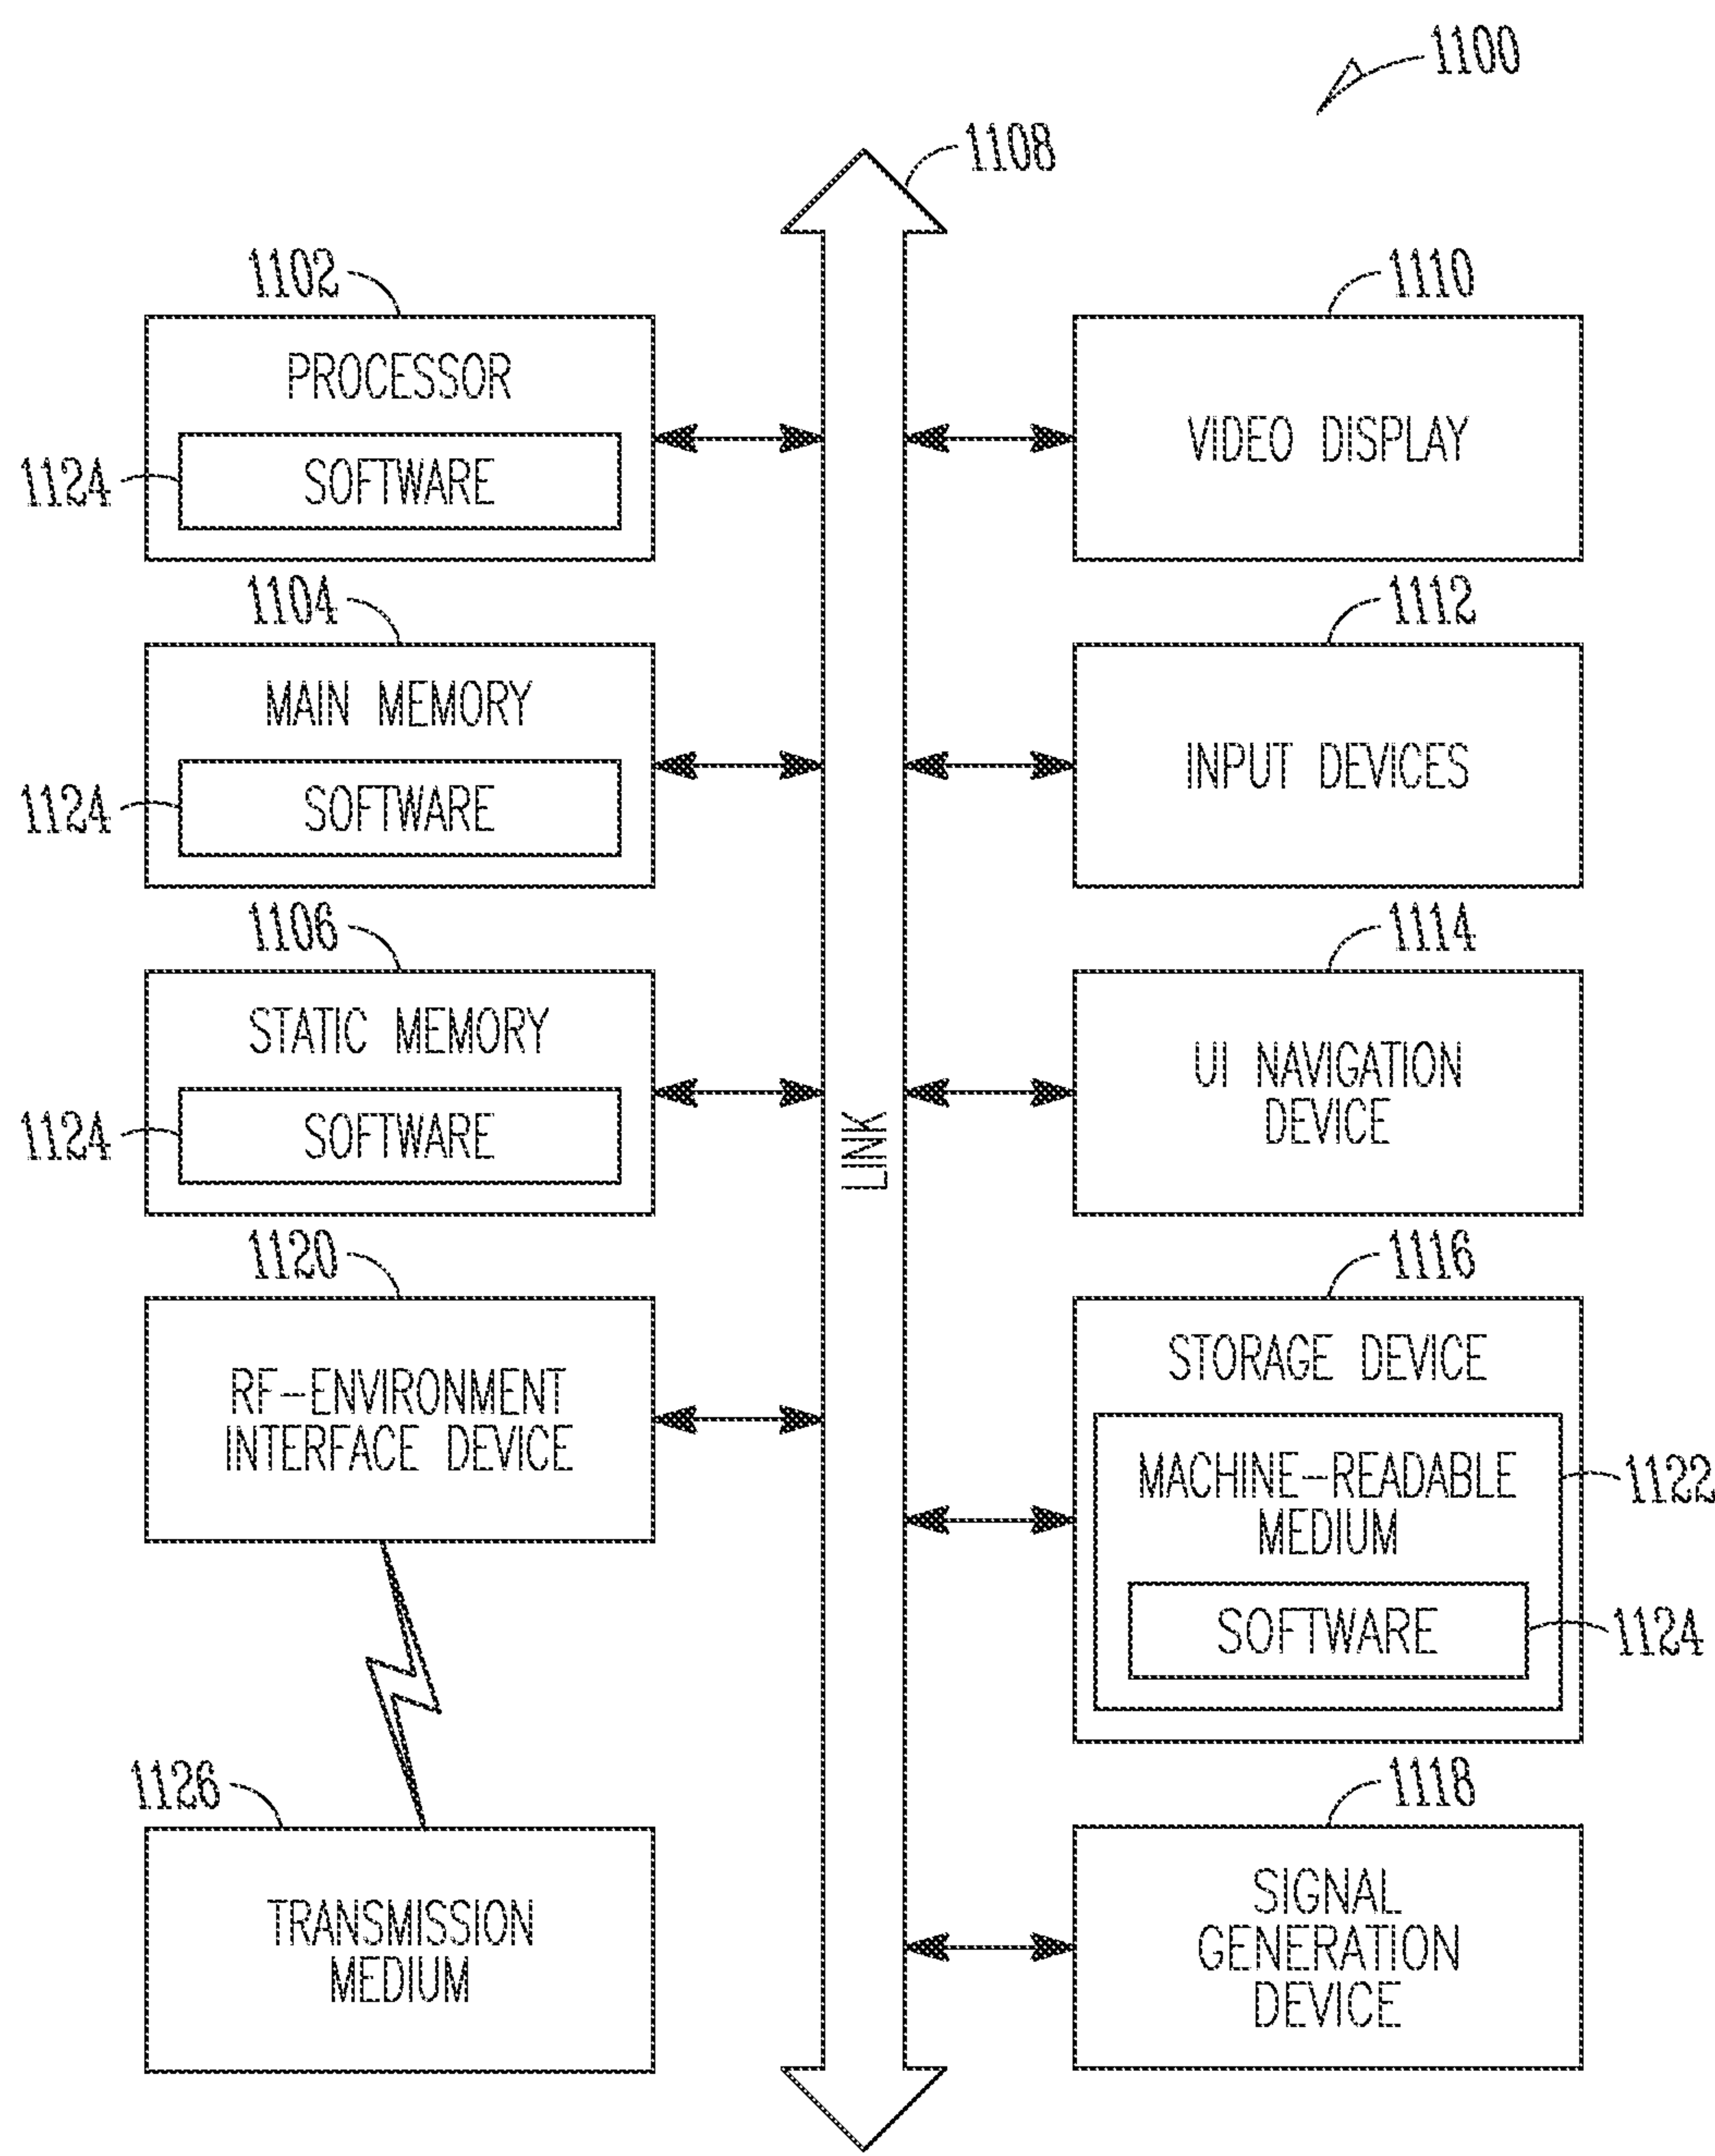 1100
1108
1102
PROCESSOR
1124
SOFTWARE
1110
VIDEO DISPLAY
1104
MAIN MEMORY
1124
SOFTWARE
1112
INPUT DEVICES
1106
STATIC MEMORY
1124
SOFTWARE
LINK
1114
UI NAVIGATION
DEVICE
1120
RF-ENVIRONMENT
INTERFACE DEVICE
1116
STORAGE DEVICE
MACHINE-READABLE
MEDIUM
1122
SOFTWARE
1124
1126
TRANSMISSION
MEDIUM
1118
SIGNAL
GENERATION
DEVICE